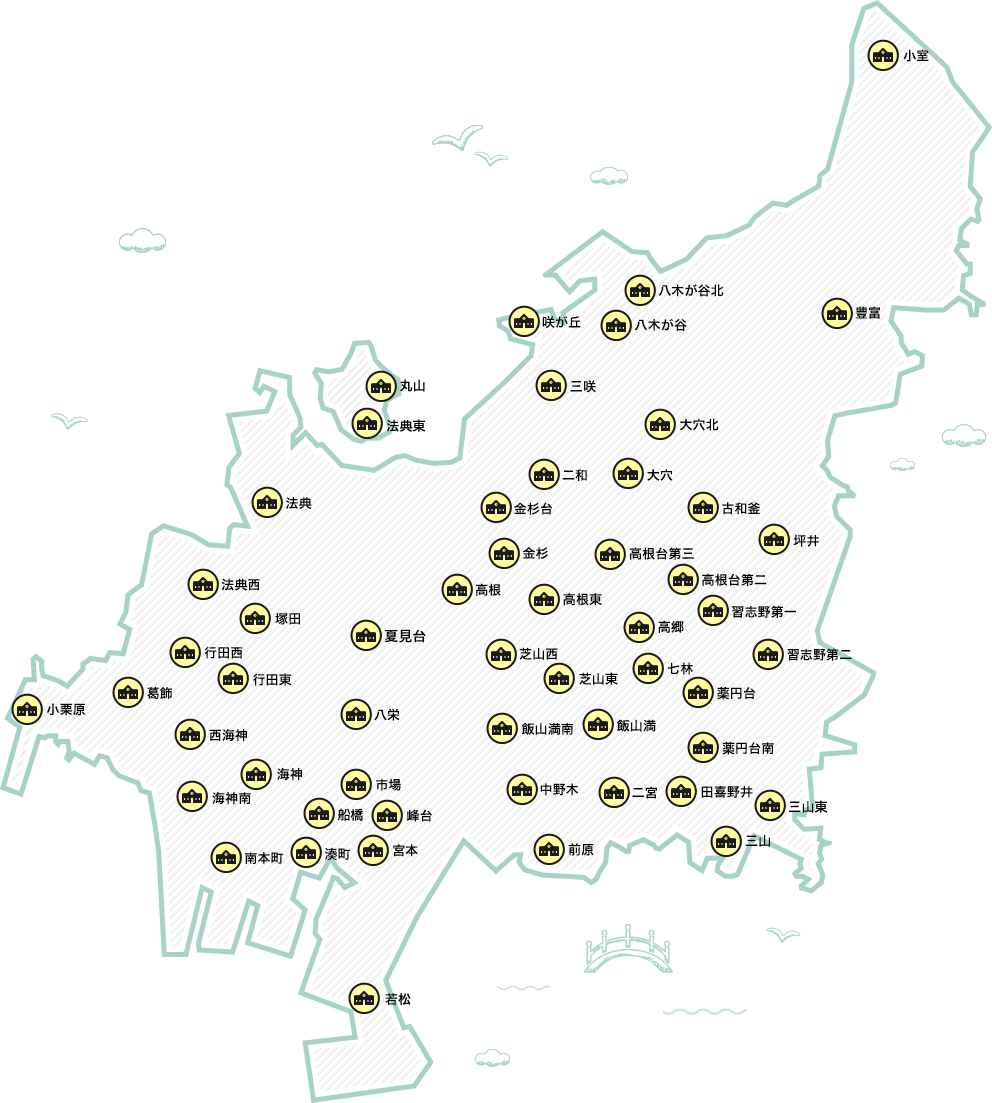 小室
八木が谷北
豊富
咲が丘
八木が谷
丸山
三咲
法典東
大穴北
二和
大穴
法典
金杉台
古和釜
坪井
金杉
高根台第三
法典西
高根
高根台第二
高根東
習志野第一
塚田
高郷
夏見台
行田西
芝山西
習志野第二
七林
行田東
芝山東
葛飾
薬円台
小栗原
八栄
飯山満南
飯山満
西海神
薬円台南
海神
市場
中野木
二宮
田喜野井
海神南
三山東
船橋
峰台
三山
宮本
前原
湊町
南本町
若松